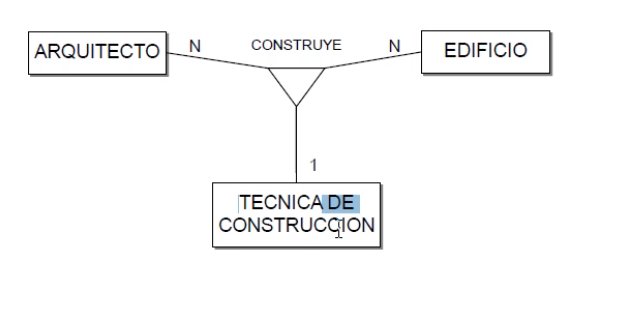 ARQUITECTO
N
CONSTRUYE
N
EDIFICIO
1
TECNICA DE
CONSTRUCCION